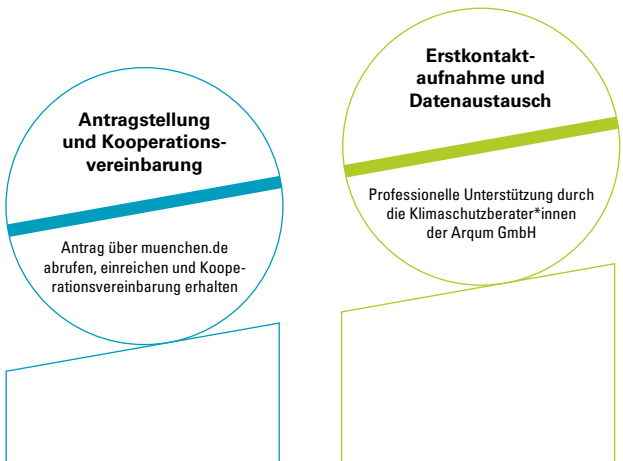 Antragstellung
und Kooperations-
vereinbarung
Antrag über muenchen.de
abrufen, einreichen und Koope-
rationsvereinbarung erhalten
Erstkontakt-
aufnahme und
Datenaustausch
Professionelle Unterstützung durch
die Klimaschutzberater*innen
der Arqum GmbH